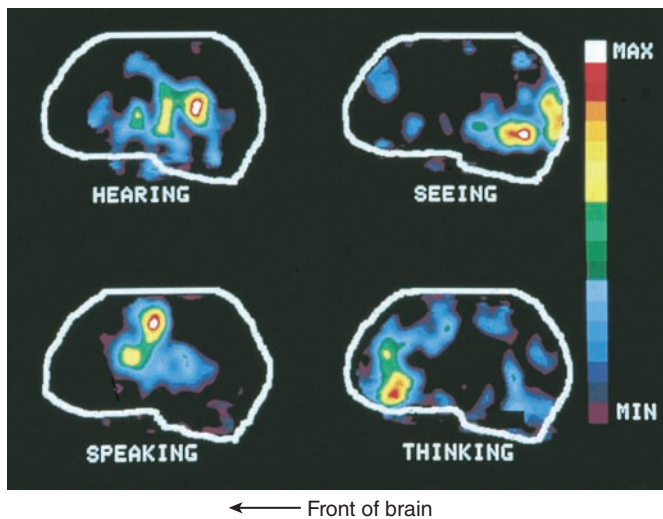 HEARING
SEEING
MAX
SPEAKING
THINKING
MIN
Front of brain